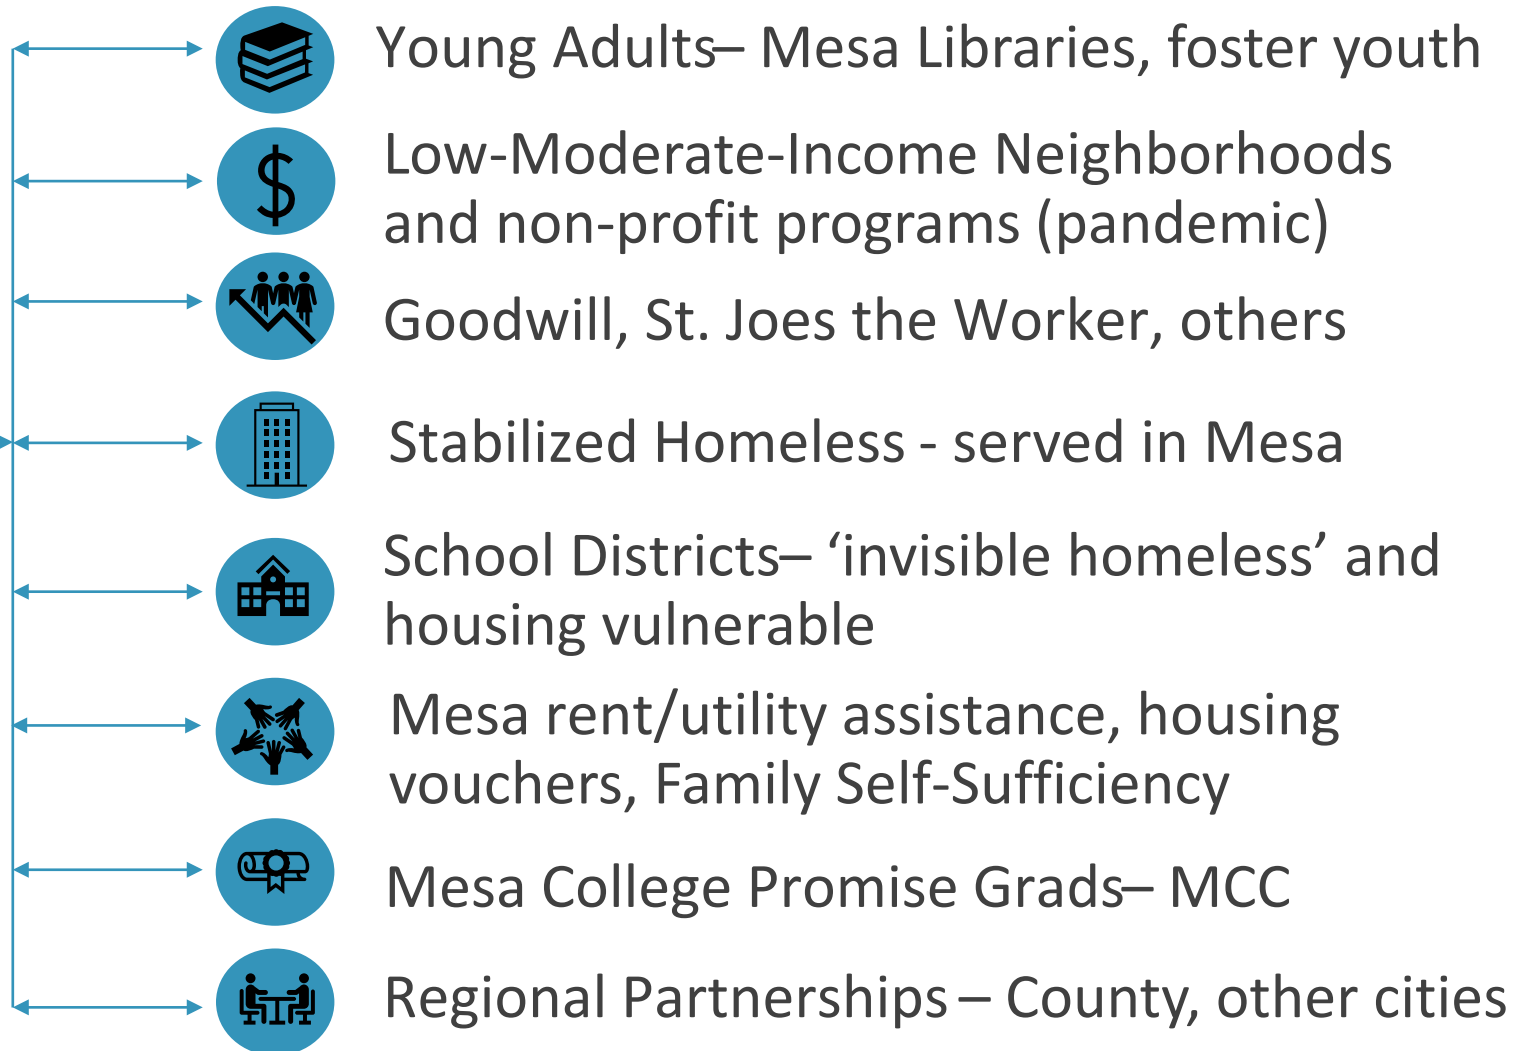 Young Adults– Mesa Libraries, foster youth
Low-Moderate-Income Neighborhoods
and non-profit programs (pandemic)
Goodwill, St. Joes the Worker, others
Stabilized Homeless - served in Mesa
School Districts– ‘invisible homeless’ and
housing vulnerable
Mesa rent/utility assistance, housing
vouchers, Family Self-Sufficiency
Mesa College Promise Grads– MCC
Regional Partnerships – County, other cities